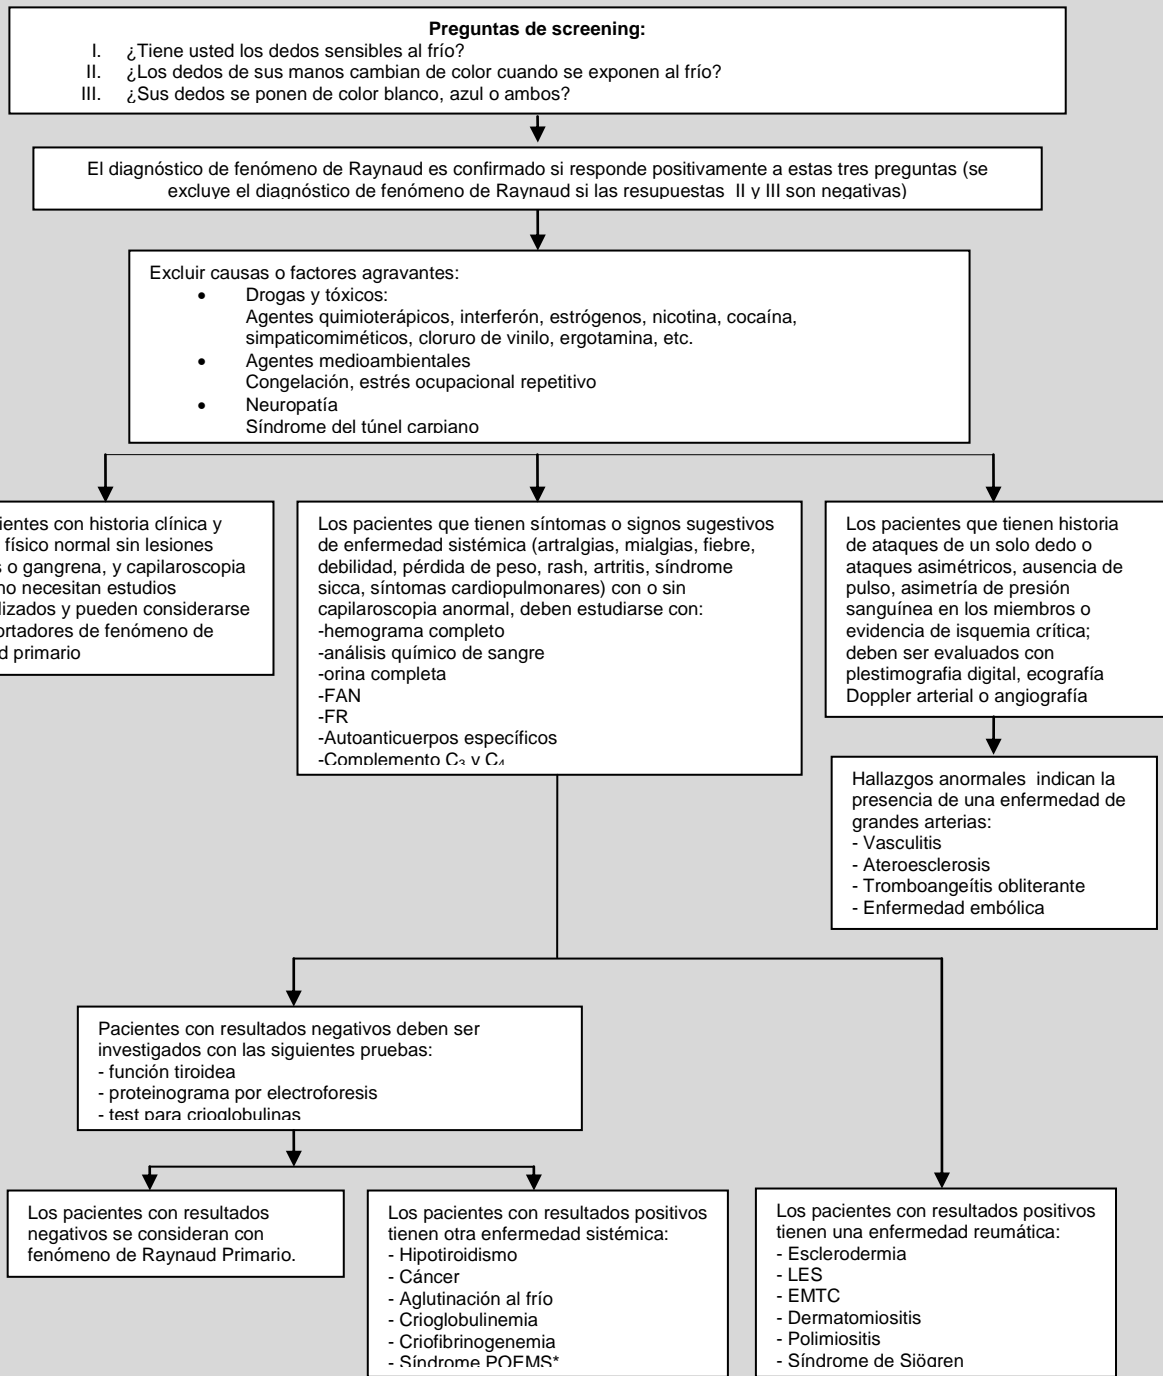 Preguntas de screening:
I. ¿Tiene usted los dedos sensibles al frío?
II. ¿Los dedos de sus manos cambian de color cuando se exponen al frío?
III. ¿Sus dedos se ponen de color blanco, azul o ambos?
El diagnóstico de fenómeno de Raynaud es confirmado si responde positivamente a estas tres preguntas (se
excluye el diagnóstico de fenómeno de Raynaud si las resupuestas II y III son negativas)
Excluir causas o factores agravantes:
• Drogas y tóxicos:
Agentes quimioterápicos, interferón, estrógenos, nicotina, cocaína,
simpaticomiméticos, cloruro de vinilo, ergotamina, etc.
• Agentes medioambientales
Congelación, estrés ocupacional repetitivo
• Neuropatía
Síndrome del túnel carpiano
ientes con historia clínica y
físico normal sin lesiones
s o gangrena, y capilaroscopia
no necesitan estudios
lizados y pueden considerarse
ortadores de fenómeno de
d primario
Los pacientes que tienen síntomas o signos sugestivos
de enfermedad sistémica (artralgias, mialgias, fiebre,
debilidad, pérdida de peso, rash, artritis, síndrome
sicca, síntomas cardiopulmonares) con o sin
capilaroscopia anormal, deben estudiarse con:
-hemograma completo
-análisis químico de sangre
-orina completa
-FAN
-FR
-Autoanticuerpos específicos
-Complemento C₃ y C₄
Los pacientes que tienen historia
de ataques de un solo dedo o
ataques asimétricos, ausencia de
pulso, asimetría de presión
sanguínea en los miembros o
evidencia de isquemia crítica;
deben ser evaluados con
plestimografia digital, ecografía
Doppler arterial o angiografía
Hallazgos anormales indican la
presencia de una enfermedad de
grandes arterias:
- Vasculitis
- Ateroesclerosis
- Tromboangeítis obliterante
- Enfermedad embólica
Pacientes con resultados negativos deben ser
investigados con las siguientes pruebas:
- función tiroidea
- proteinograma por electroforesis
- test para crioglobulinas
Los pacientes con resultados
negativos se consideran con
fenómeno de Raynaud Primario.
Los pacientes con resultados positivos
tienen otra enfermedad sistémica:
- Hipotiroidismo
- Cáncer
- Aglutinación al frío
- Crioglobulinemia
- Criofibrinogenemia
- Síndrome POEMS*
Los pacientes con resultados positivos
tienen una enfermedad reumática:
- Esclerodermia
- LES
- EMTC
- Dermatomiositis
- Polimiositis
- Síndrome de Sjögren